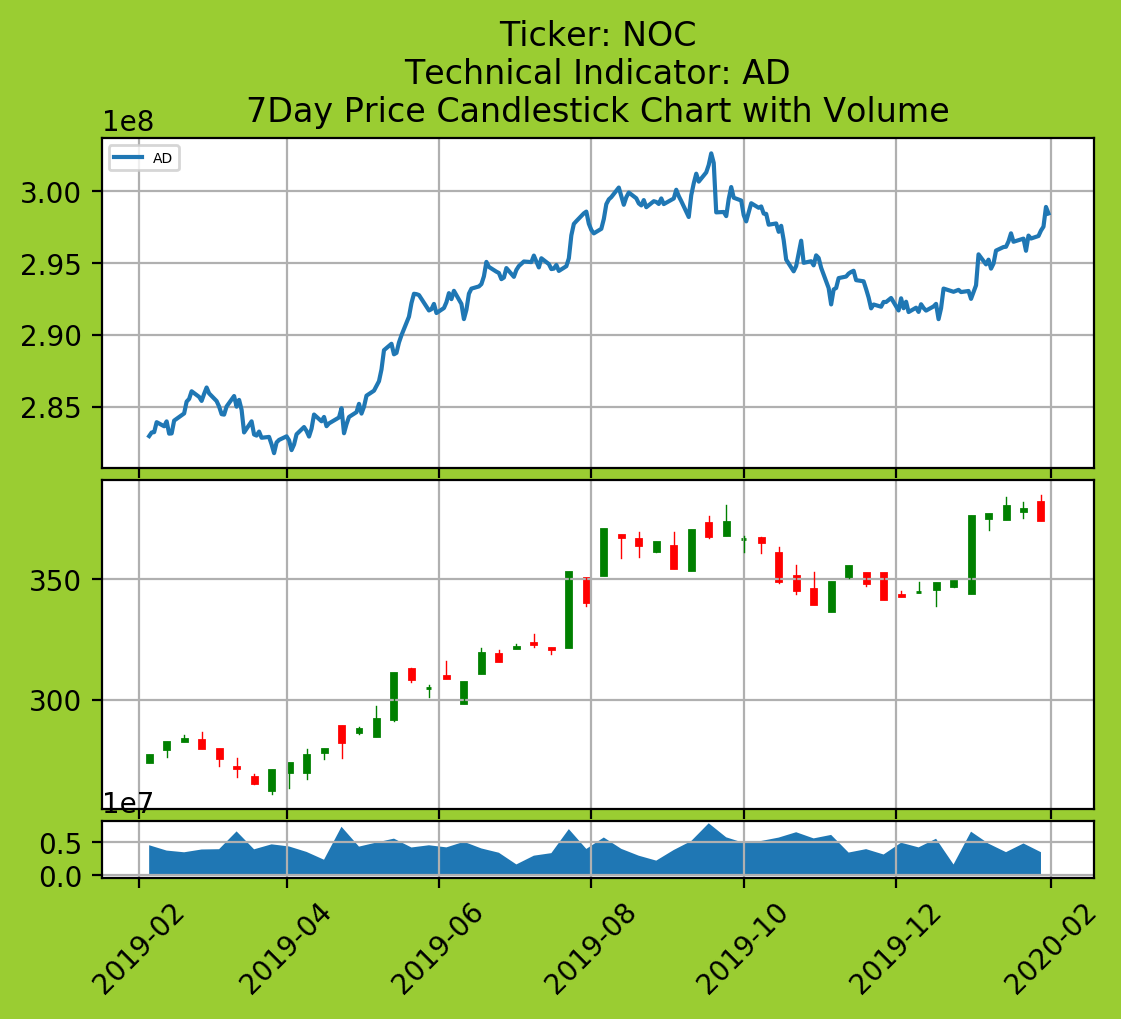 Ticker: NOC
Technical Indicator: AD
7Day Price Candlestick Chart with Volume
1e8
AD
3.00
2.95
2.90
2.85
350
300
1e7
0.5
0.0
2019-02
2019-04
2019-06
2019-08
2019-10
2019-12
2020-02